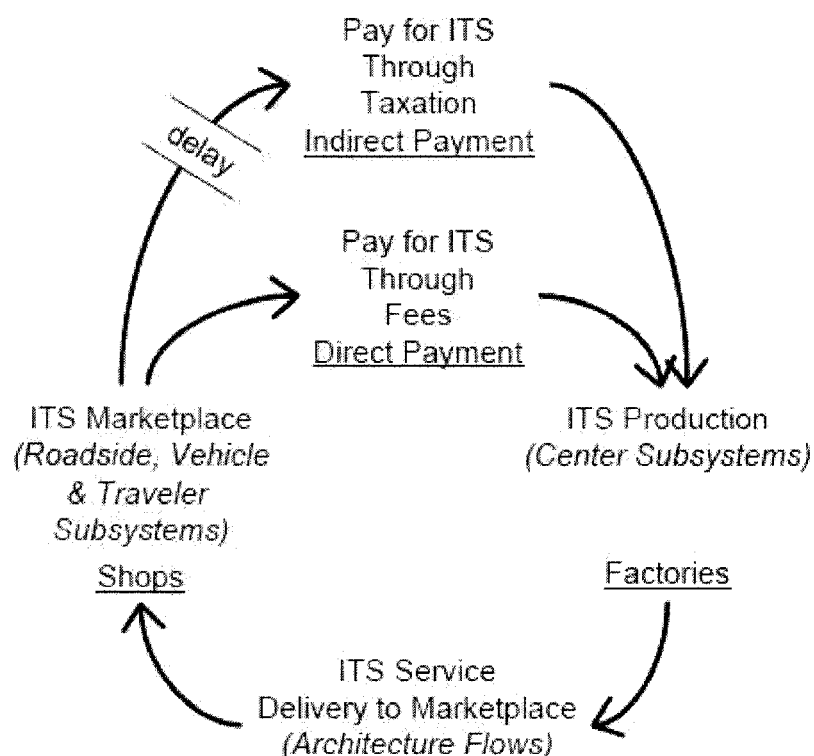 Pay for ITS
Through
Taxation
Indirect Payment
delay
Pay for ITS
Through
Fees
Direct Payment
ITS Marketplace
(Roadside, Vehicle
& Traveler
Subsystems)
Shops
ITS Production
(Center Subsystems)
Factories
ITS Service
Delivery to Marketplace
(Architecture Flows)